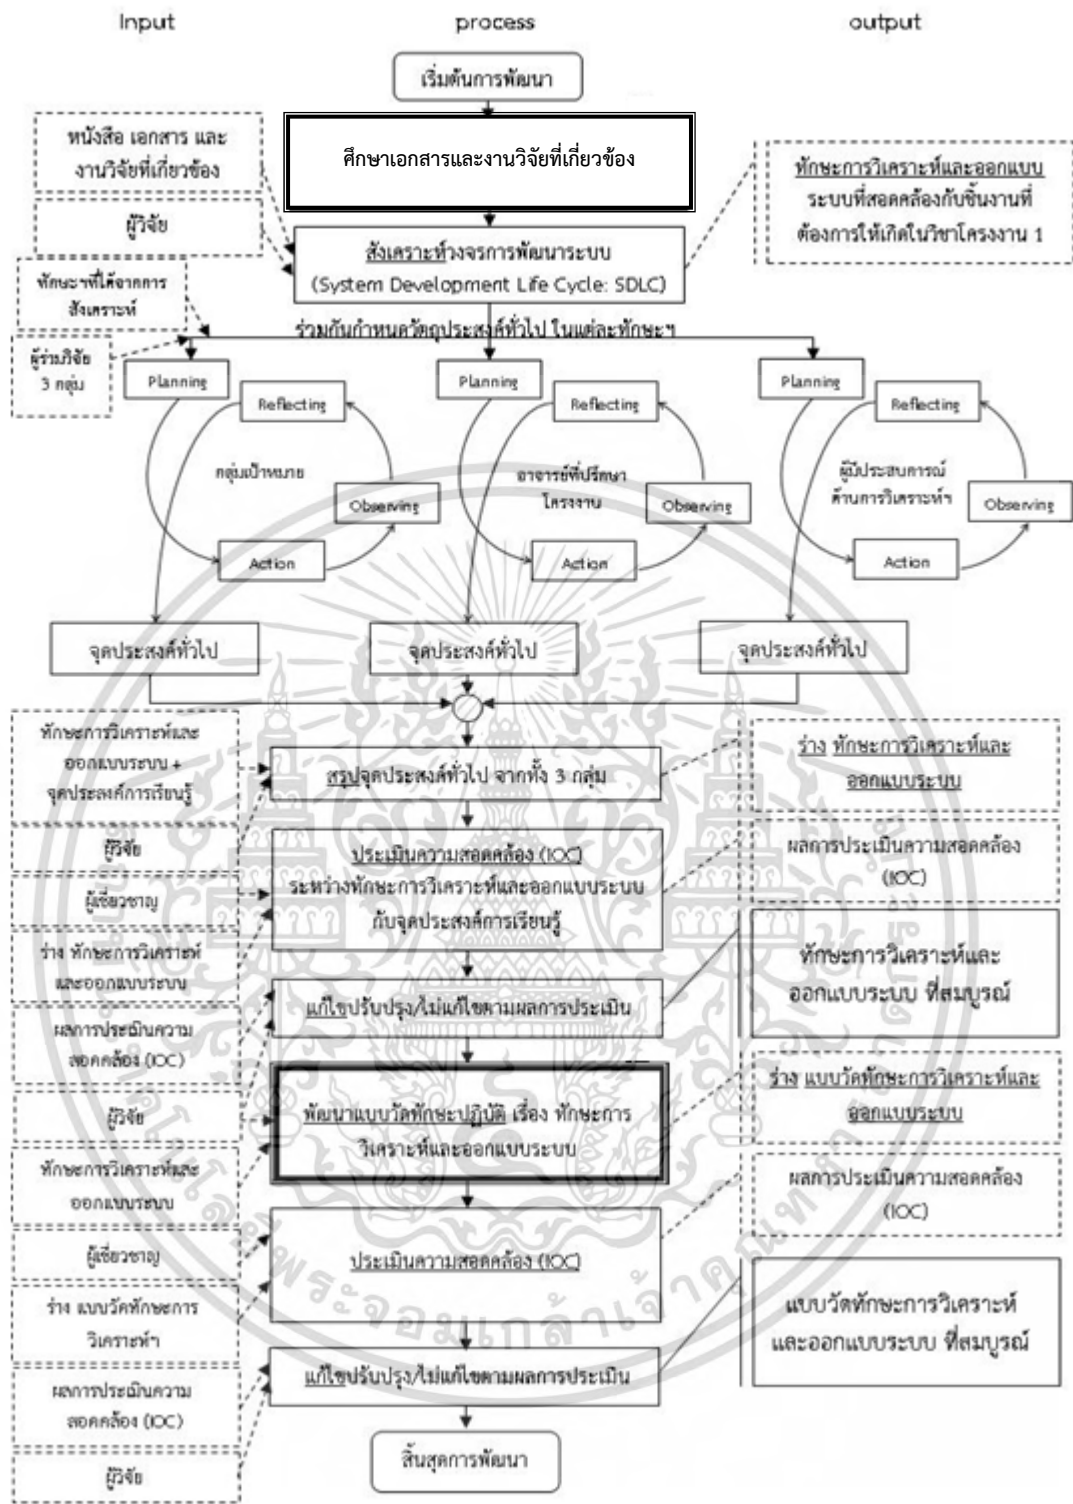 Input
process
output
เริ่มต้นการพัฒนา
หนังสือ เอกสาร และ
งานวิจัยที่เกี่ยวข้อง
ศึกษาเอกสารและงานวิจัยที่เกี่ยวข้อง
ทักษะการวิเคราะห์และออกแบบ
ระบบที่สอดคล้องกับชิ้นงานที่
ต้องการให้เกิดในวิชาโครงงาน 1
ผู้วิจัย
สังเคราะห์วงจรการพัฒนาระบบ
(System Development Life Cycle: SDLC)
ทักษะฯที่ได้จากการ
สังเคราะห์
ร่วมกันกำหนดวัตถุประสงค์ทั่วไป ในแต่ละทักษะฯ
ผู้ร่วมวิจัย
3 กลุ่ม
Planning
Reflecting
กลุ่มเป้าหมาย
Observing
Action
Planning
Reflecting
อาจารย์ที่ปรึกษา
โครงงาน
Observing
Action
Planning
Reflecting
ผู้มีประสบการณ์
ด้านการวิเคราะห์ฯ
Observing
Action
จุดประสงค์ทั่วไป
จุดประสงค์ทั่วไป
จุดประสงค์ทั่วไป
ทักษะการวิเคราะห์และ
ออกแบบระบบ +
จุดประสงค์การเรียนรู้
สรุปจุดประสงค์ทั่วไป จากทั้ง 3 กลุ่ม
ร่าง ทักษะการวิเคราะห์และ
ออกแบบระบบ
ผู้วิจัย
ผู้เชี่ยวชาญ
ประเมินความสอดคล้อง (IOC)
ระหว่างทักษะการวิเคราะห์และออกแบบระบบ
กับจุดประสงค์การเรียนรู้
ผลการประเมินความสอดคล้อง
(IOC)
ร่าง ทักษะการวิเคราะห์
และออกแบบระบบ
แก้ไขปรับปรุง/ไม่แก้ไขตามผลการประเมิน
ทักษะการวิเคราะห์และ
ออกแบบระบบ ที่สมบูรณ์
ผลการประเมินความ
สอดคล้อง (IOC)
ผู้วิจัย
พัฒนาแบบวัดทักษะปฏิบัติ เรื่อง ทักษะการ
วิเคราะห์และออกแบบระบบ
ร่าง แบบวัดทักษะการวิเคราะห์และ
ออกแบบระบบ
ทักษะการวิเคราะห์และ
ออกแบบระบบ
ผู้เชี่ยวชาญ
ประเมินความสอดคล้อง (IOC)
ผลการประเมินความสอดคล้อง
(IOC)
ร่าง แบบวัดทักษะการ
วิเคราะห์ฯ
แก้ไขปรับปรุง/ไม่แก้ไขตามผลการประเมิน
แบบวัดทักษะการวิเคราะห์
และออกแบบระบบ ที่สมบูรณ์
ผลการประเมินความ
สอดคล้อง (IOC)
ผู้วิจัย
สิ้นสุดการพัฒนา
พระจอมเกล้าเจ้าคุณทหาร